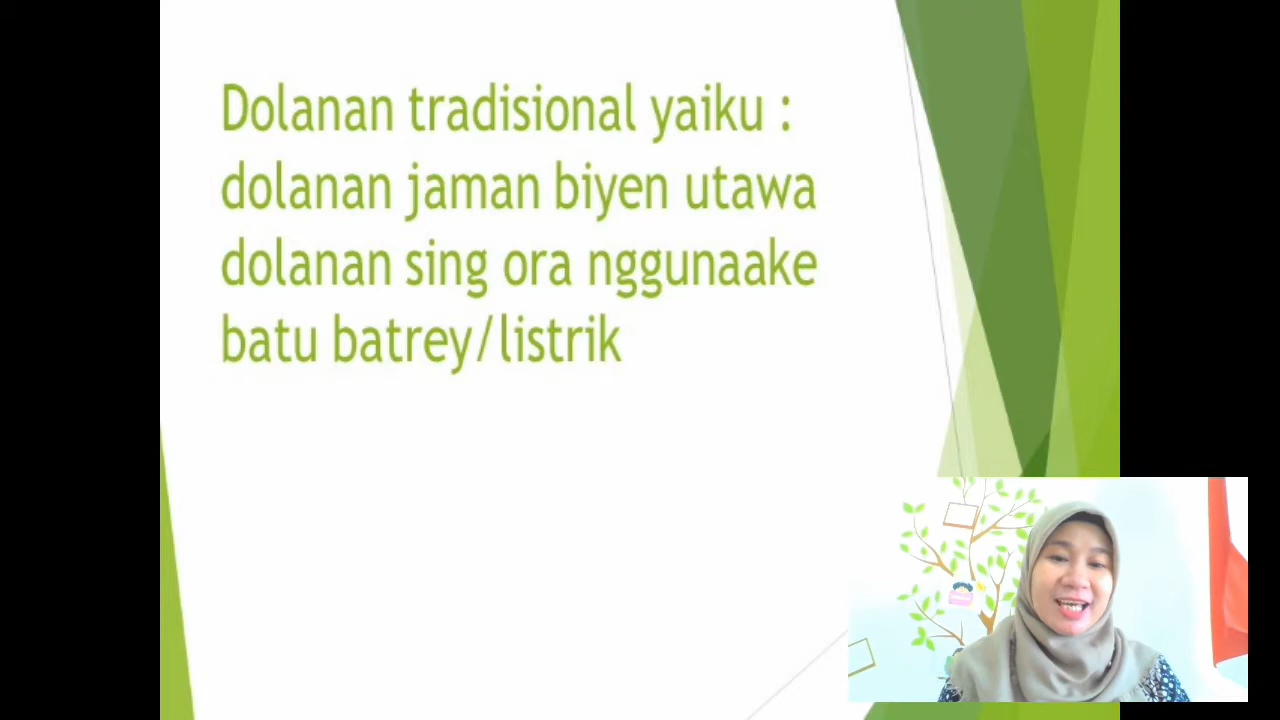 Dolanan tradisional yaiku :
dolanan jaman biyen utawa
dolanan sing ora nggunaake
batu batrey/listrik